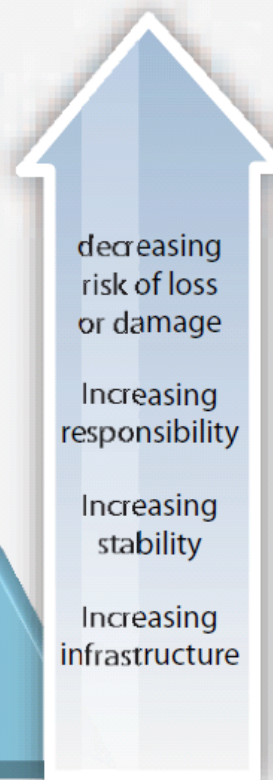 decreasing
risk of loss
or damage
Increasing
responsibility
Increasing
stability
Increasing
infrastructure